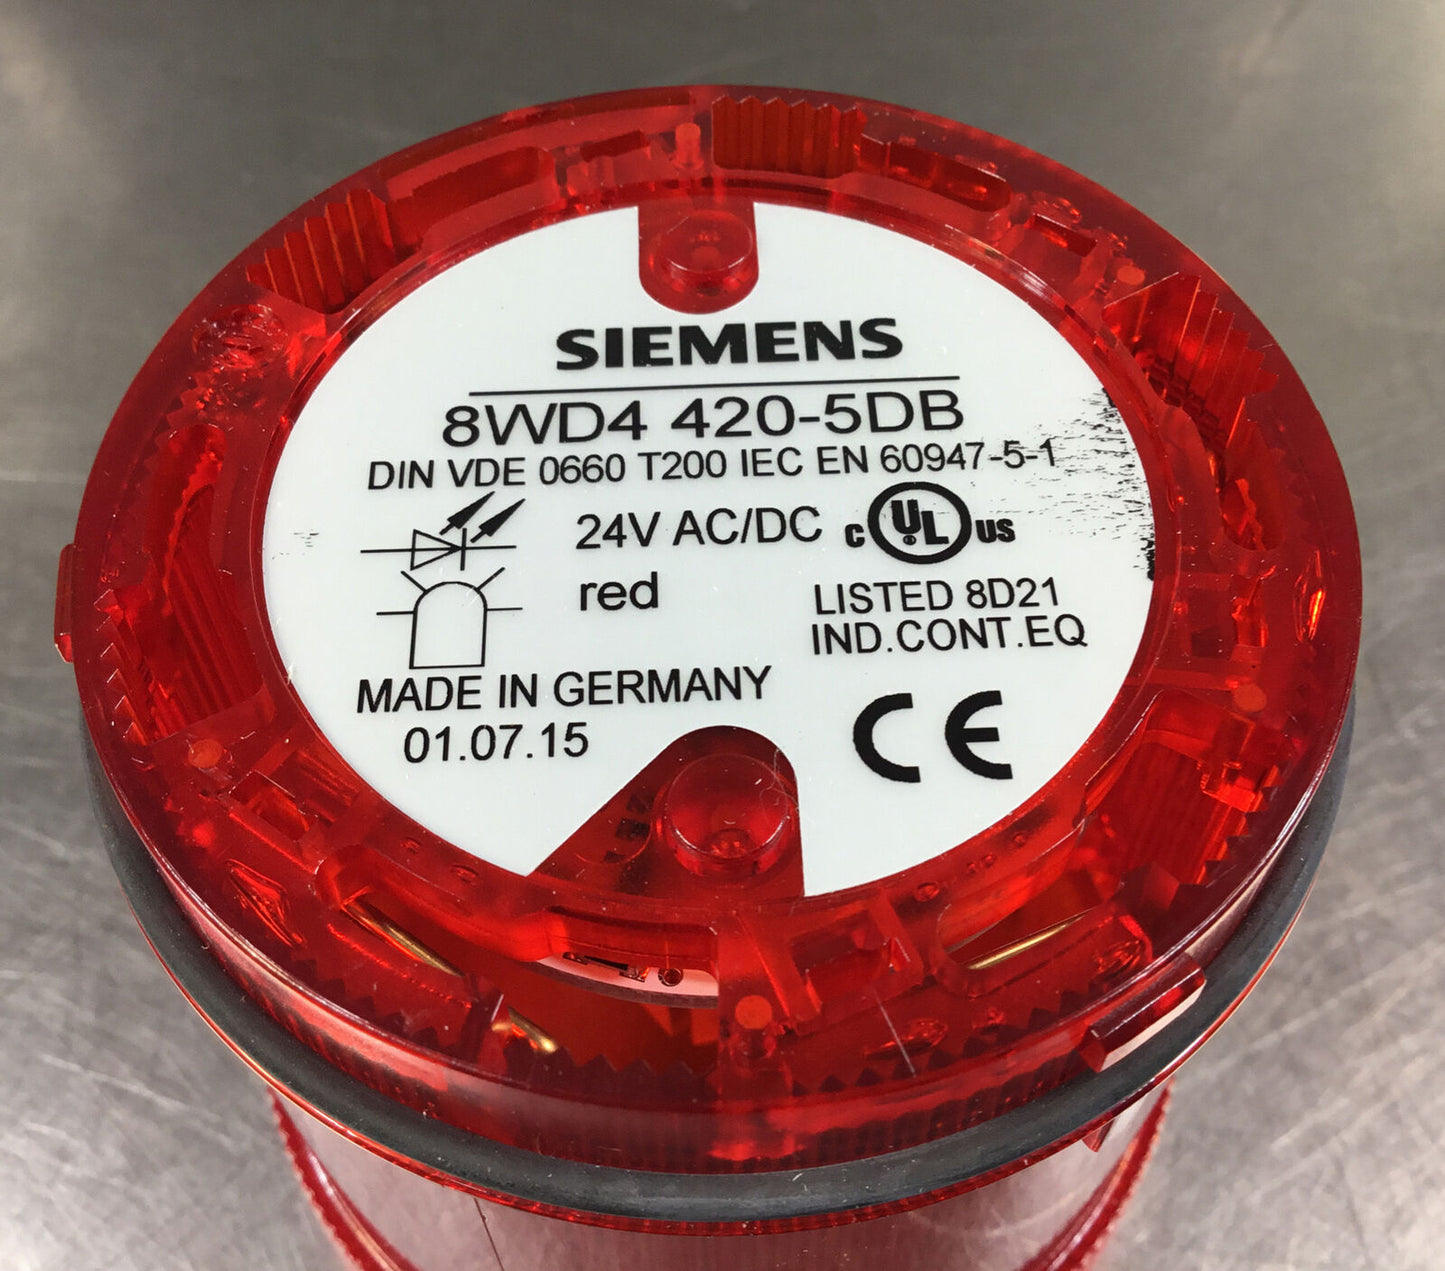 SIEMENS
8WD4 420-5DB
DIN VDE 0660 T200 IEC EN 60947-5-1
24V AC/DC c UL US
red
LISTED 8D21
IND.CONT.EQ
MADE IN GERMANY
01.07.15
CE